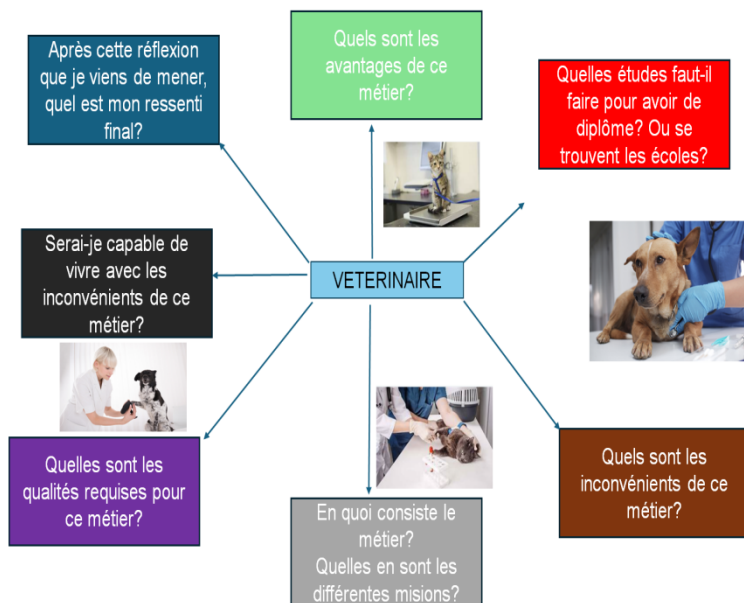 Après cette réflexion
que je viens de mener,
quel est mon ressenti
final?
Quels sont les
avantages de ce
métier?
Quelles études faut-il
faire pour avoir de
diplôme? Ou se
trouvent les écoles?
Serai-je capable de
vivre avec les
inconvénients de ce
métier?
VETERINAIRE
Quelles sont les
qualités requises pour
ce métier?
En quoi consiste le
métier?
Quelles en sont les
différentes misions?
Quels sont les
inconvénients de ce
métier?